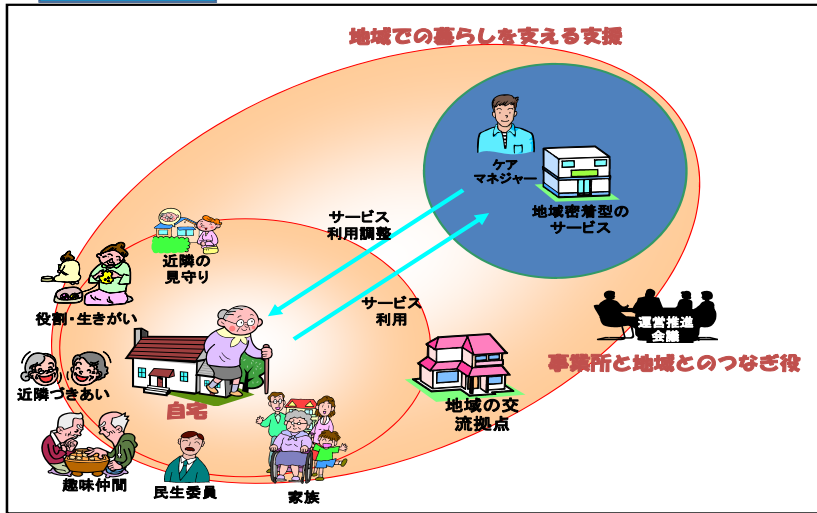 地域での暮らしを支える支援
ケア
マネジャー
地域密着型の
サービス
サービス
利用調整
近隣の
見守り
サービス
利用
役割・生きがい
運営推進
会議
事業所と地域とのつなぎ役
近隣づきあい
自宅
地域の交
流拠点
趣味仲間
民生委員
家族